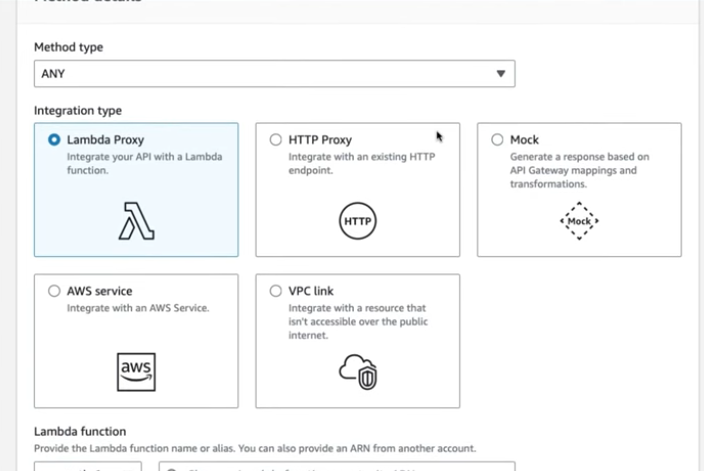 Method type
ANY
Integration type
Lambda Proxy
Integrate your API with a Lambda
function.
HTTP Proxy
Integrate with an existing HTTP
endpoint.
Mock
Generate a response based on
API Gateway mappings and
transformations.
HTTP
Mock
AWS service
Integrate with an AWS Service.
VPC link
Integrate with a resource that
isn't accessible over the public
internet.
aws
Lambda function
Provide the Lambda function name or alias. You can also provide an ARN from another account.